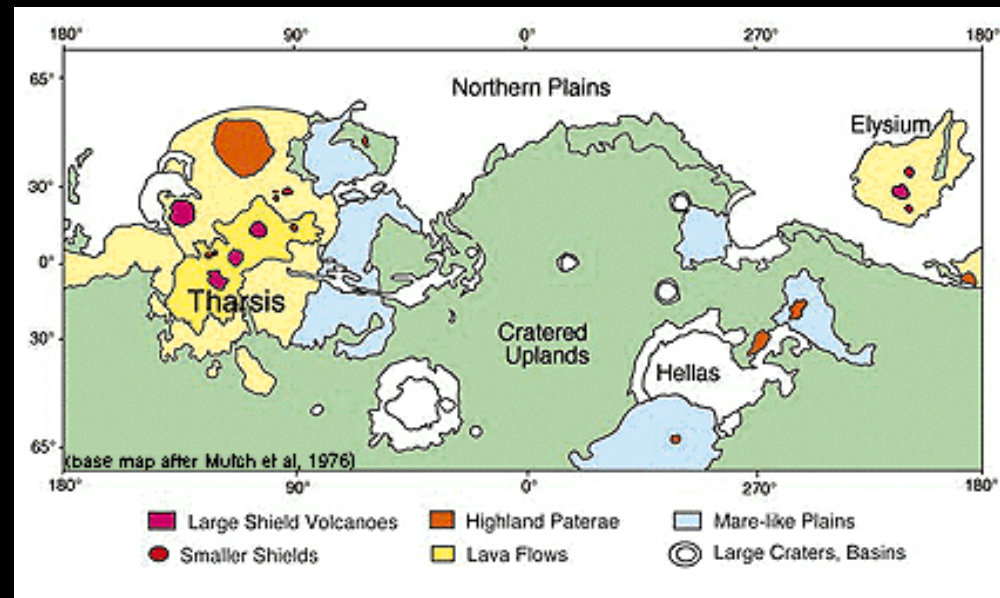 180° 90° 0° 270° 180°
65°
Northern Plains
Elysium
30°
0°
Tharsis
30°
Cratered
Uplands
Hellas
65°
(base map after Mutch et al, 1976)
180° 90° 0° 270° 180°
Large Shield Volcanoes Highland Paterae Mare-like Plains
Smaller Shields Lava Flows Large Craters, Basins